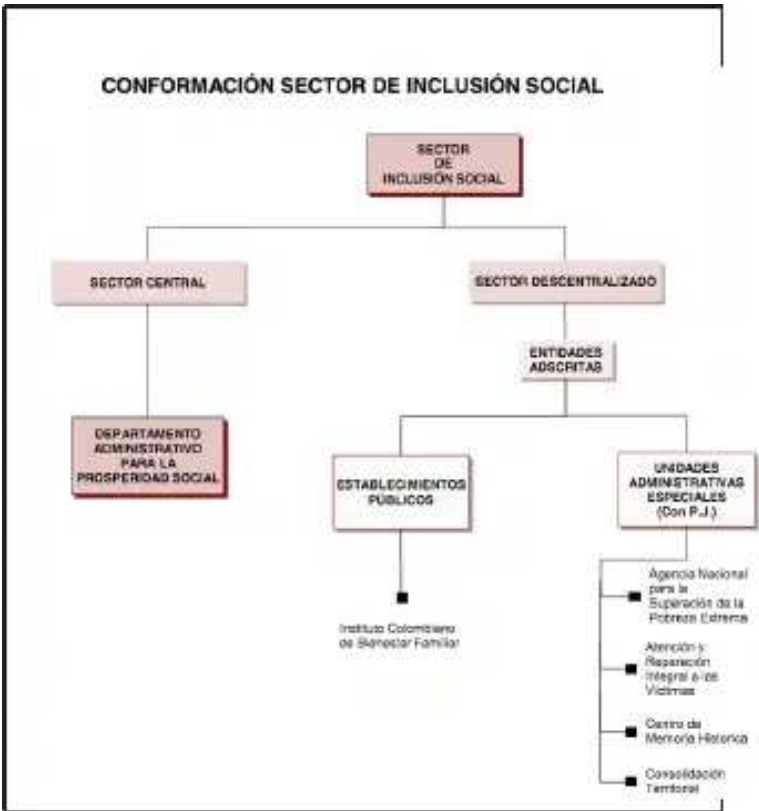 CONFORMACIÓN SECTOR DE INCLUSIÓN SOCIAL
SECTOR
DE
INCLUSIÓN SOCIAL
SECTOR CENTRAL
SECTOR DESCENTRALIZADO
ENTIDADES
ADSCRITAS
DEPARTAMENTO
ADMINISTRATIVO
PARA LA
PROSPERIDAD SOCIAL
ESTABLECIMIENTOS
PÚBLICOS
UNIDADES
ADMINISTRATIVAS
ESPECIALES
(Con P.J.)
Instituto Colombiano
de Bienestar Familiar
Agencia Nacional
para la
Superación de la
Pobreza Extrema
Atención y
Reparación
Integral a las
Víctimas
Centro de
Memoria Historica
Consolidación
Territorial